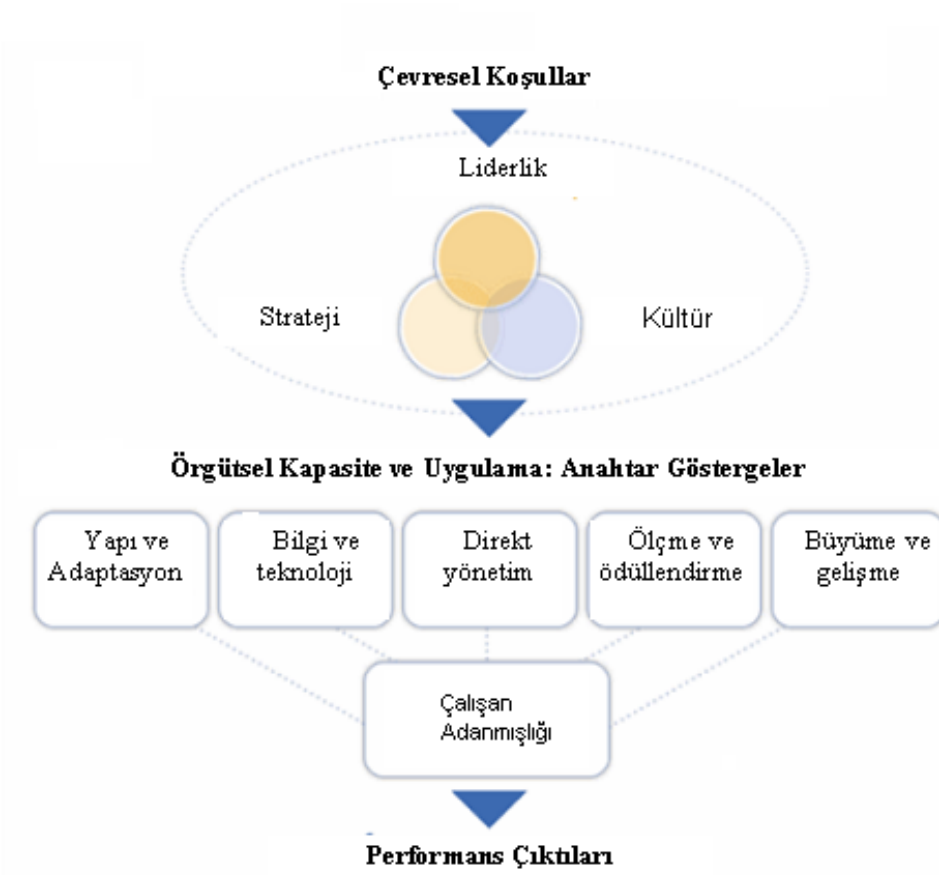 Çevresel Koşullar
Liderlik
Strateji
Kültür
Örgütsel Kapasite ve Uygulama: Anahtar Göstergeler
Yapı ve
Adaptasyon
Bilgi ve
teknoloji
Direkt
yönetim
Ölçme ve
ödüllendirme
Büyüme ve
gelişme
Çalışan
Adanmışlığı
Performans Çıktıları